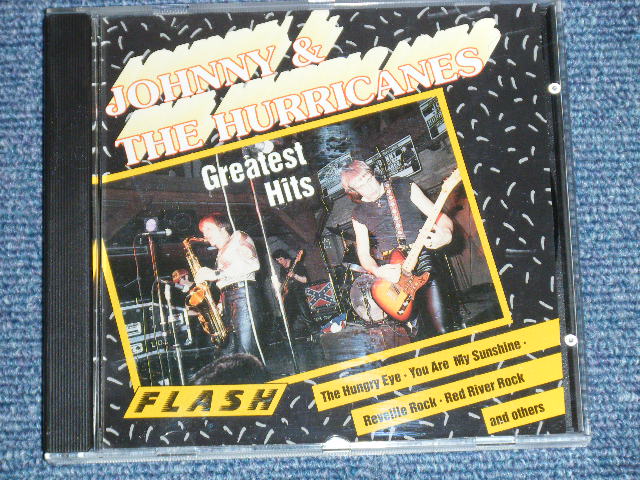 JOHNNY &
THE HURRICANES
Greatest
Hits
FLASH
The Hungry Eye · You Are My Sunshine ·
Reveille Rock · Red River Rock
and others